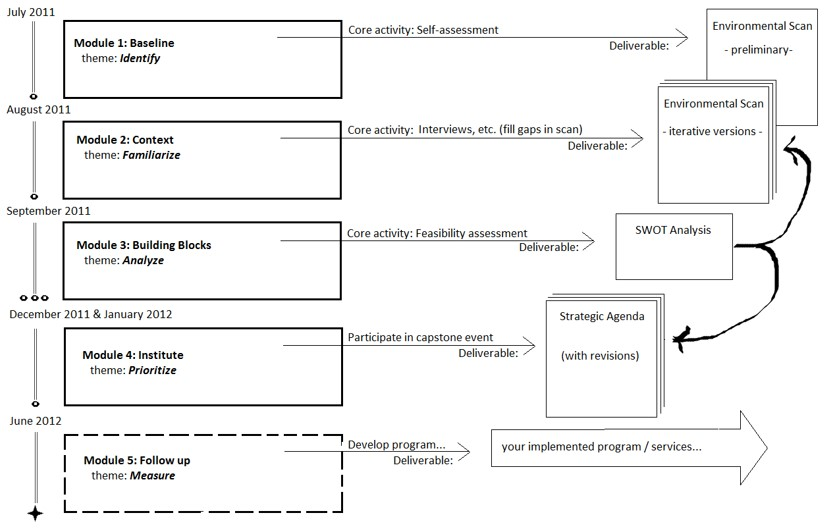 July 2011
Module 1: Baseline
theme: Identify
Core activity: Self-assessment
Deliverable:
Environmental Scan
- preliminary-
August 2011
Module 2: Context
theme: Familiarize
Core activity: Interviews, etc. (fill gaps in scan)
Deliverable:
Environmental Scan
- iterative versions -
September 2011
Module 3: Building Blocks
theme: Analyze
Core activity: Feasibility assessment
Deliverable:
SWOT Analysis
December 2011 & January 2012
Module 4: Institute
theme: Prioritize
Participate in capstone event
Deliverable:
Strategic Agenda
(with revisions)
June 2012
Module 5: Follow up
theme: Measure
Develop program...
Deliverable:
your implemented program / services...